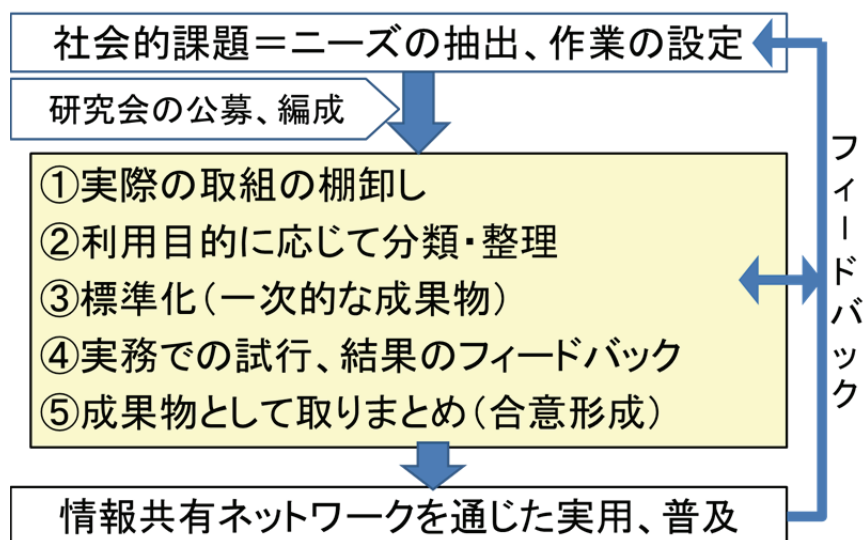 社会的課題＝ニーズの抽出、作業の設定
研究会の公募、編成
①実際の取組の棚卸し
②利用目的に応じて分類・整理
③標準化（一次的な成果物）
④実務での試行、結果のフィードバック
⑤成果物として取りまとめ（合意形成）
情報共有ネットワークを通じた実用、普及
フィードバック